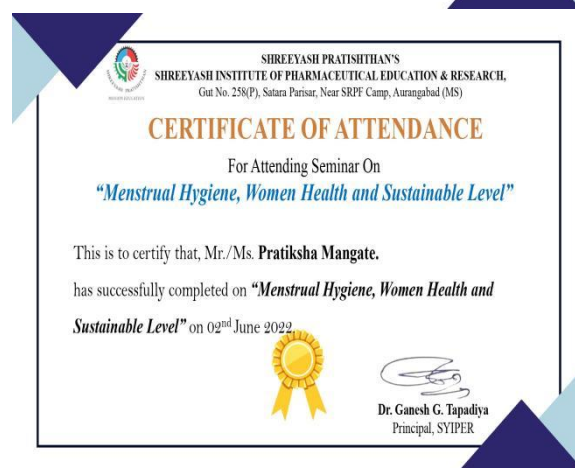 SHREEYASH PRATISHTHAN'S
SHREEYASH INSTITUTE OF PHARMACEUTICAL EDUCATION & RESEARCH,
Gut No. 258(P), Satara Parisar, Near SRPF Camp, Aurangabad (MS)
CERTIFICATE OF ATTENDANCE
For Attending Seminar On
“Menstrual Hygiene, Women Health and Sustainable Level”
This is to certify that, Mr./Ms. Pratiksha Mangate.
has successfully completed on “Menstrual Hygiene, Women Health and
Sustainable Level” on 02nd June 2022.
Dr. Ganesh G. Tapadiya
Principal, SYIPER